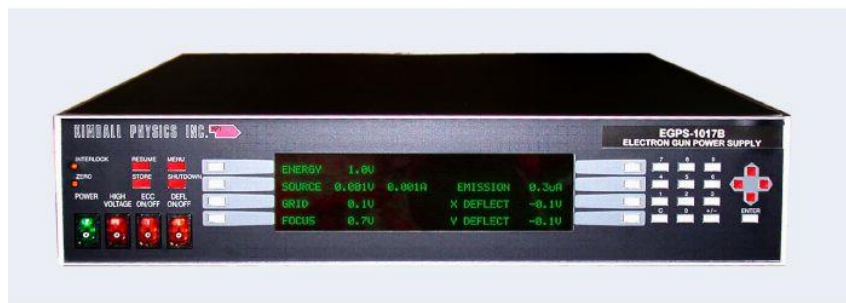 KIMBALL PHYSICS INC.
EGPS-1017B
ELECTRON GUN POWER SUPPLY
INTERLOCK
ZERO
RESUME MENU
STORE SHUTDOWN
POWER HIGH VOLTAGE ECC ON/OFF DEFL ON/OFF
ENERGY 1.0V
SOURCE 0.001V 0.001A EMISSION 0.3uA
GRID 0.1V X DEFLECT -0.1V
FOCUS 0.7V Y DEFLECT -0.1V
7 8 9
4 5 6
1 2 3
C 0 +/-
ENTER